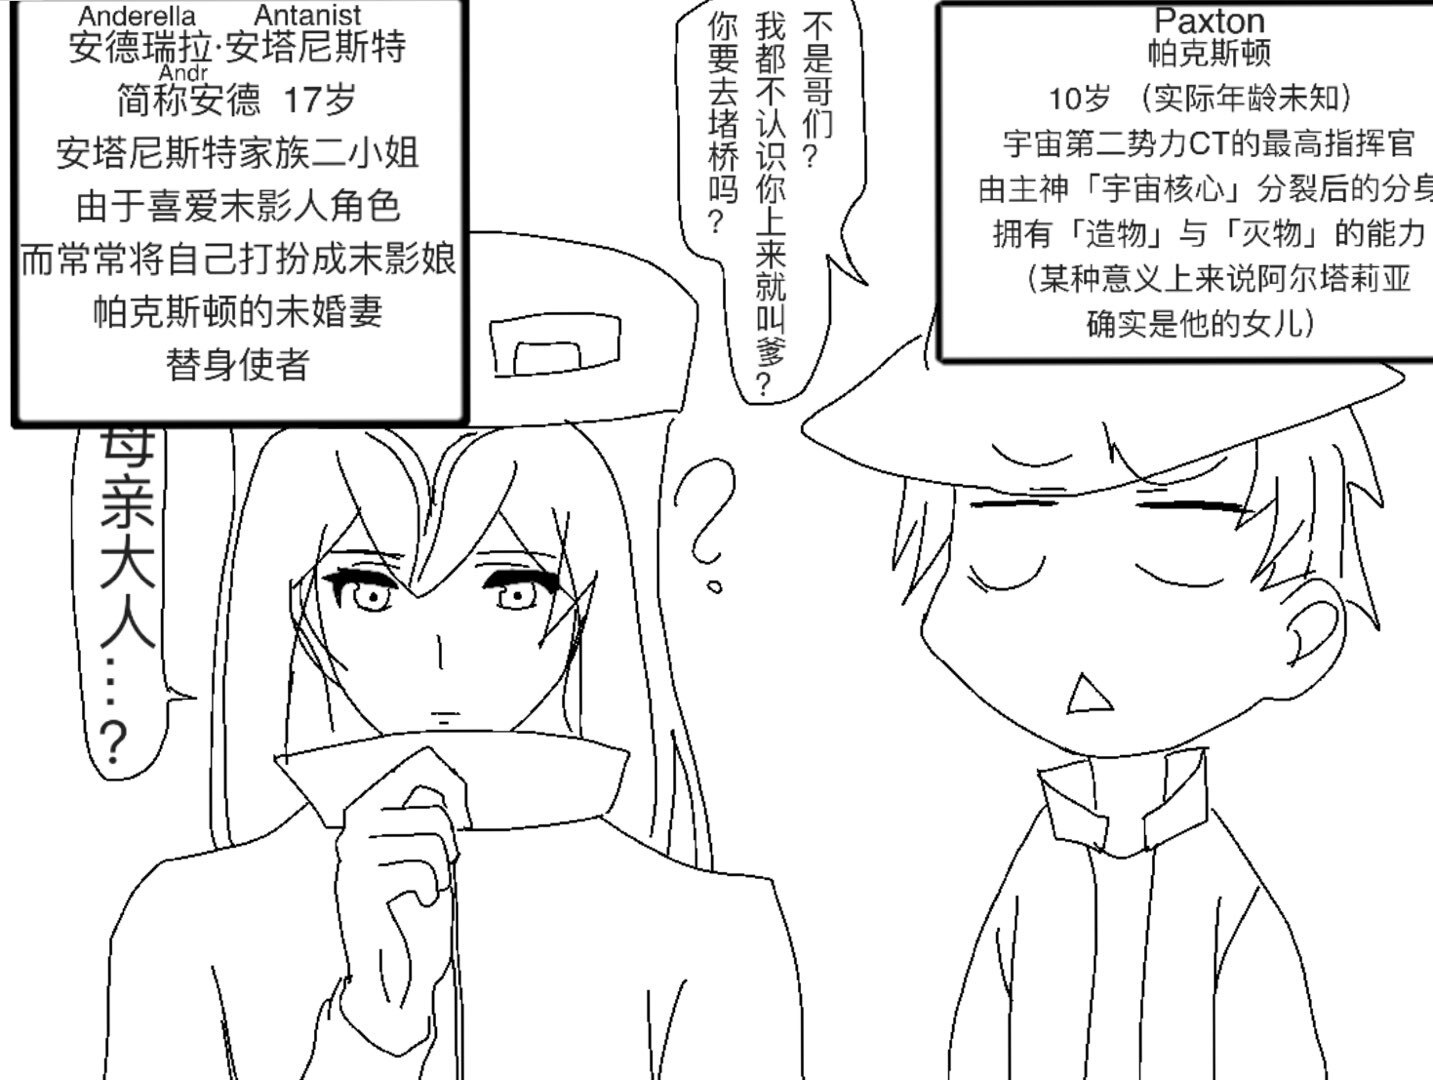 Anderella Antanist
安德瑞拉·安塔尼斯特
Andr
简称安德 17岁
安塔尼斯特家族二小姐
由于喜爱末影人角色
而常常将自己打扮成末影娘
帕克斯顿的未婚妻
替身使者
母亲大人…?
不是哥们?
我都不认识你上来就叫爹?
你要去堵桥吗?
Paxton
帕克斯顿
10岁 （实际年龄未知）
宇宙第二势力CT的最高指挥官
由主神「宇宙核心」分裂后的分身
拥有「造物」与「灭物」的能力
（某种意义上来说阿尔塔莉亚
确实是他的女儿）
?